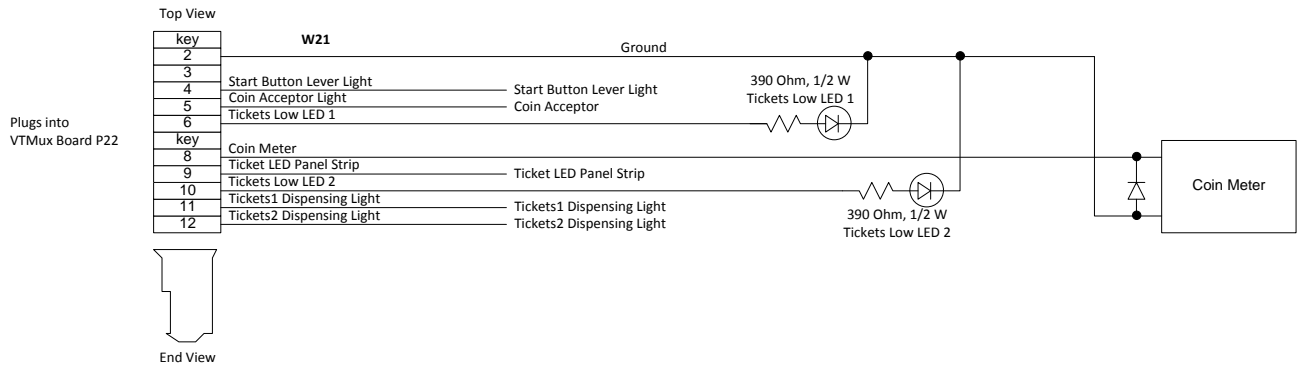 Top View
key
W21
2
Ground
3
Start Button Lever Light
4
Start Button Lever Light
Coin Acceptor Light
5
Coin Acceptor
Tickets Low LED 1
6
390 Ohm, 1/2 W
Tickets Low LED 1
Plugs into
VTMux Board P22
key
Coin Meter
8
Ticket LED Panel Strip
9
Ticket LED Panel Strip
Tickets Low LED 2
10
Tickets1 Dispensing Light
11
Tickets1 Dispensing Light
Tickets2 Dispensing Light
12
Tickets2 Dispensing Light
390 Ohm, 1/2 W
Tickets Low LED 2
Coin Meter
End View